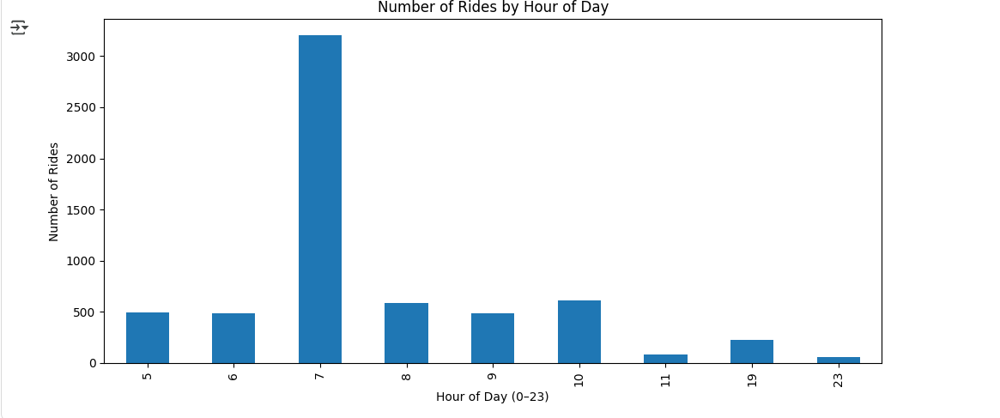 Number of Rides by Hour of Day
Number of Rides
3000
2500
2000
1500
1000
500
0
5 6 7 8 9 10 11 19 23
Hour of Day (0–23)